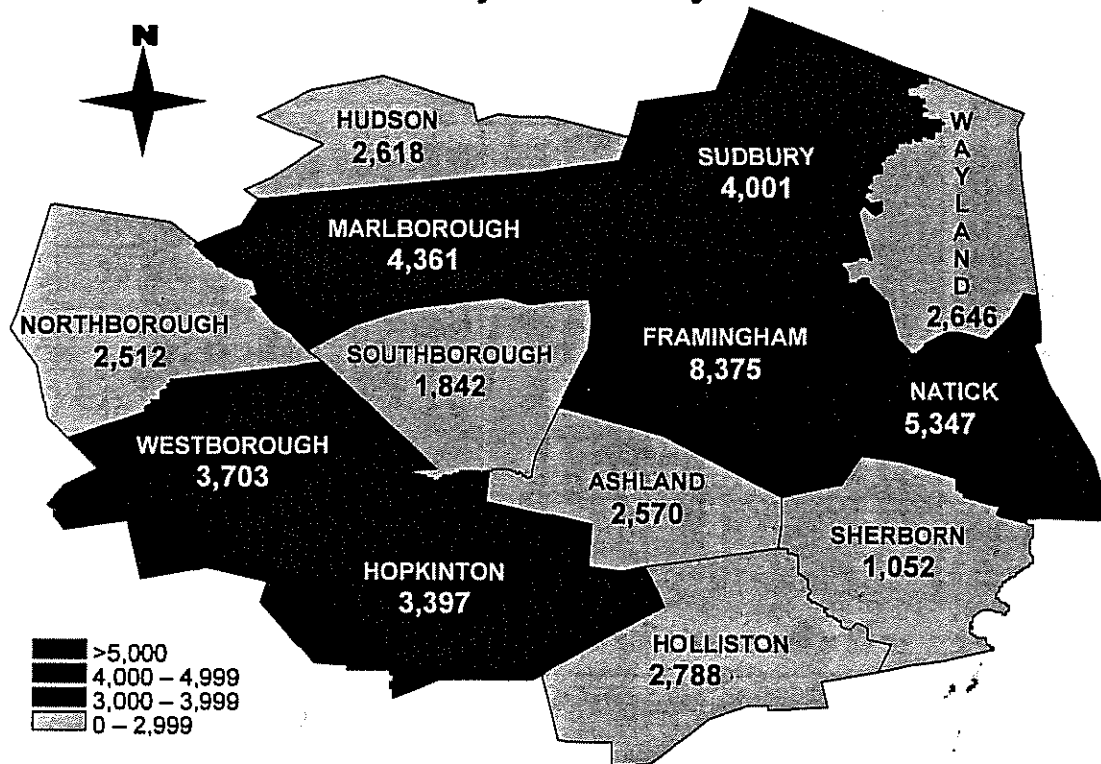 N
HUDSON
2,618
SUDBURY
4,001
WAYLAND
2,646
MARLBOROUGH
4,361
NORTHBOROUGH
2,512
SOUTHBOROUGH
1,842
FRAMINGHAM
8,375
NATICK
5,347
WESTBOROUGH
3,703
ASHLAND
2,570
SHERBORN
1,052
HOPKINTON
3,397
HOLLISTON
2,788
>5,000
4,000 – 4,999
3,000 – 3,999
0 – 2,999